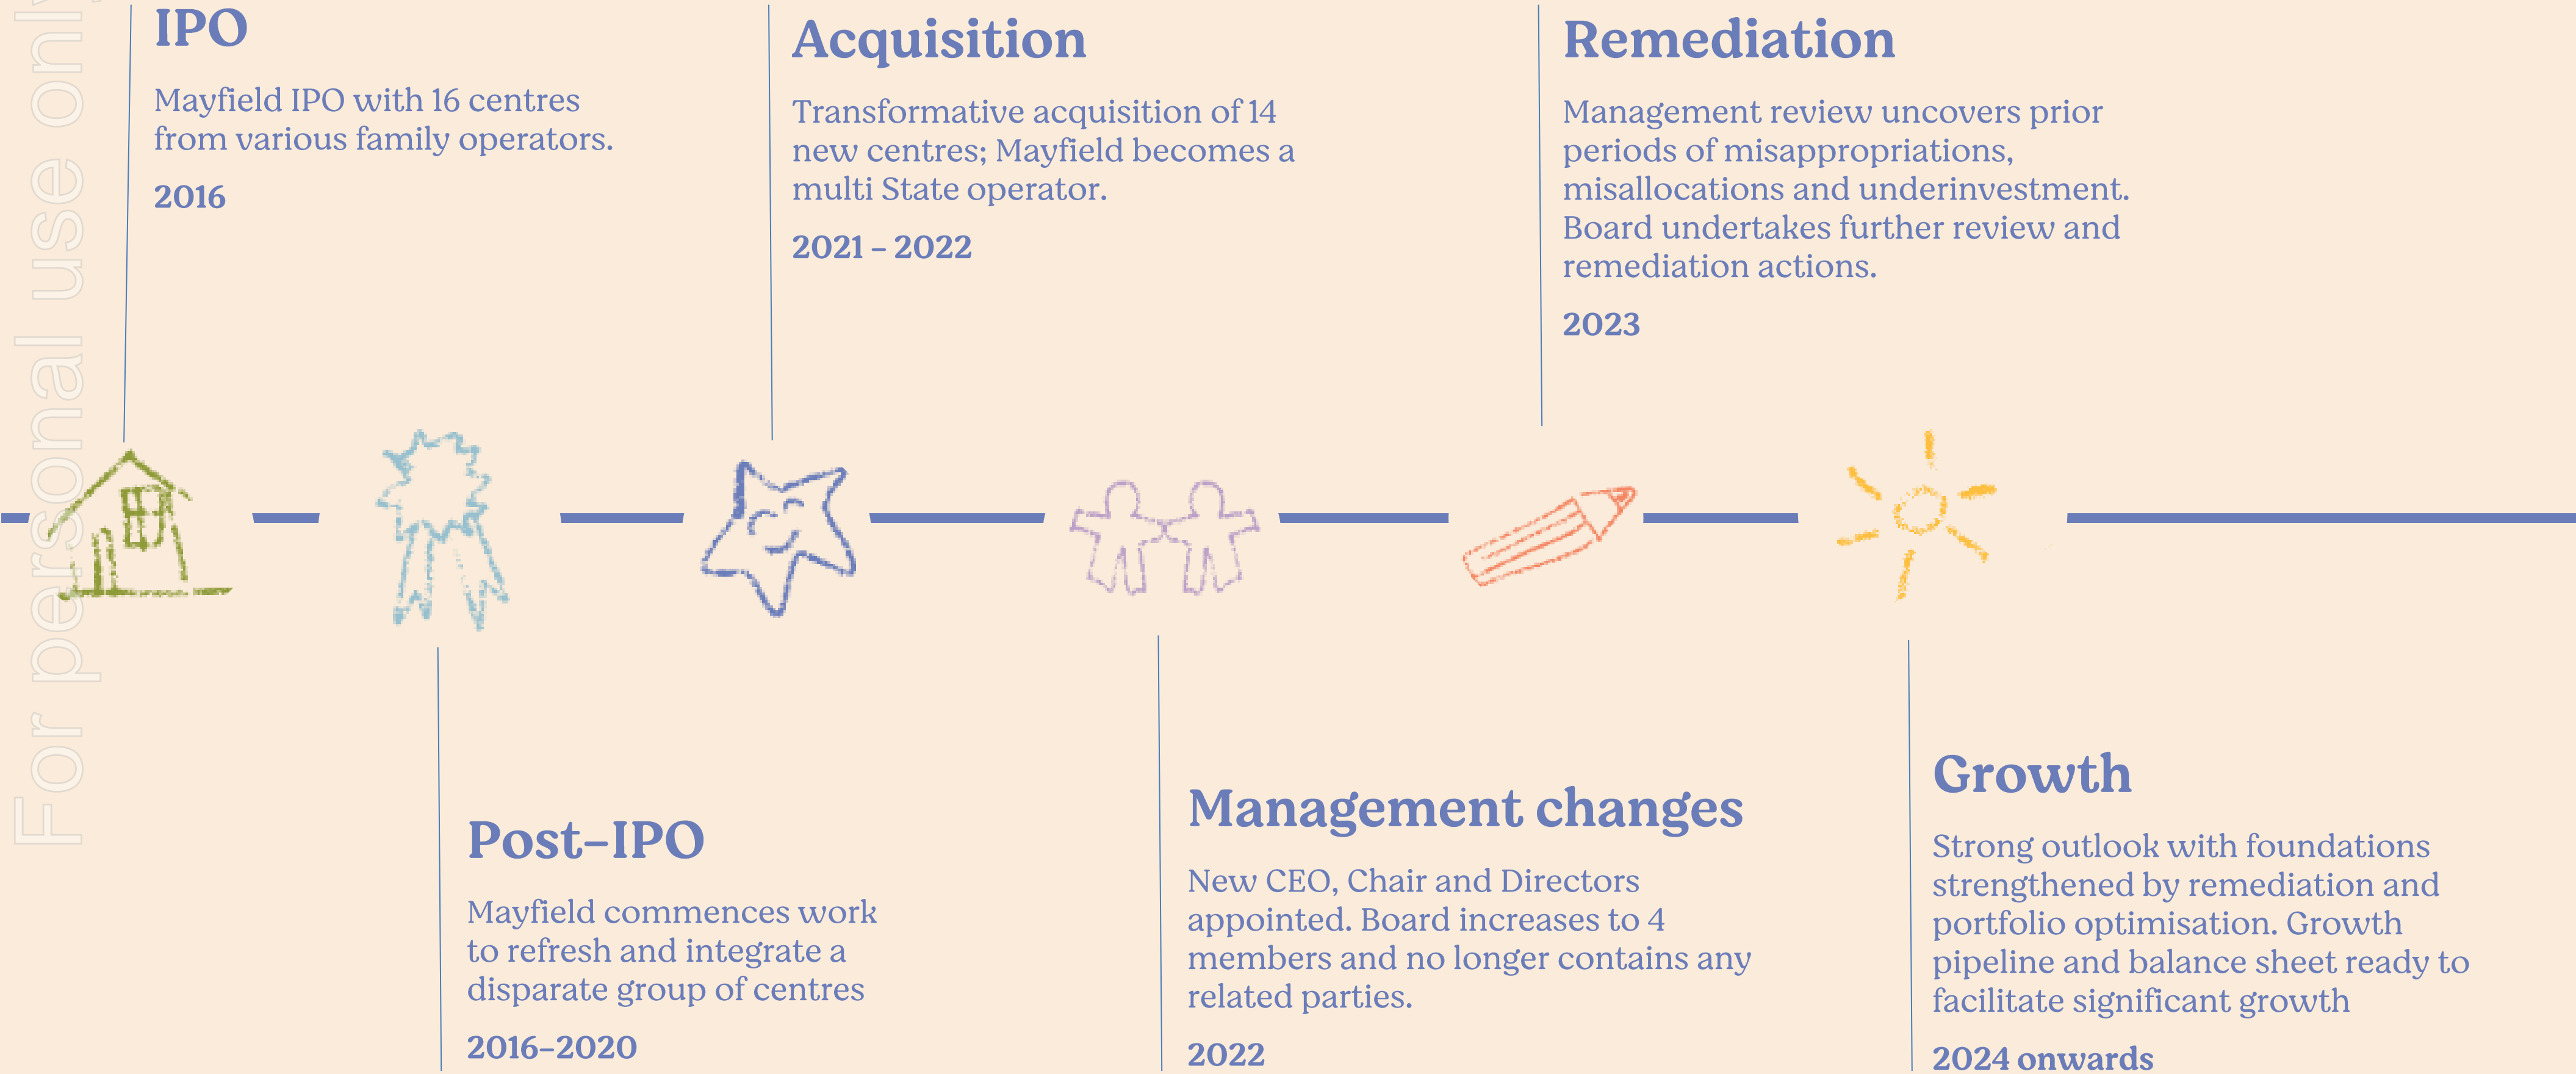 For personal use only
IPO
Mayfield IPO with 16 centres
from various family operators.
2016
Acquisition
Transformative acquisition of 14
new centres; Mayfield becomes a
multi State operator.
2021 – 2022
Remediation
Management review uncovers prior
periods of misappropriations,
misallocations and underinvestment.
Board undertakes further review and
remediation actions.
2023
Post–IPO
Mayfield commences work
to refresh and integrate a
disparate group of centres
2016–2020
Management changes
New CEO, Chair and Directors
appointed. Board increases to 4
members and no longer contains any
related parties.
2022
Growth
Strong outlook with foundations
strengthened by remediation and
portfolio optimisation. Growth
pipeline and balance sheet ready to
facilitate significant growth
2024 onwards